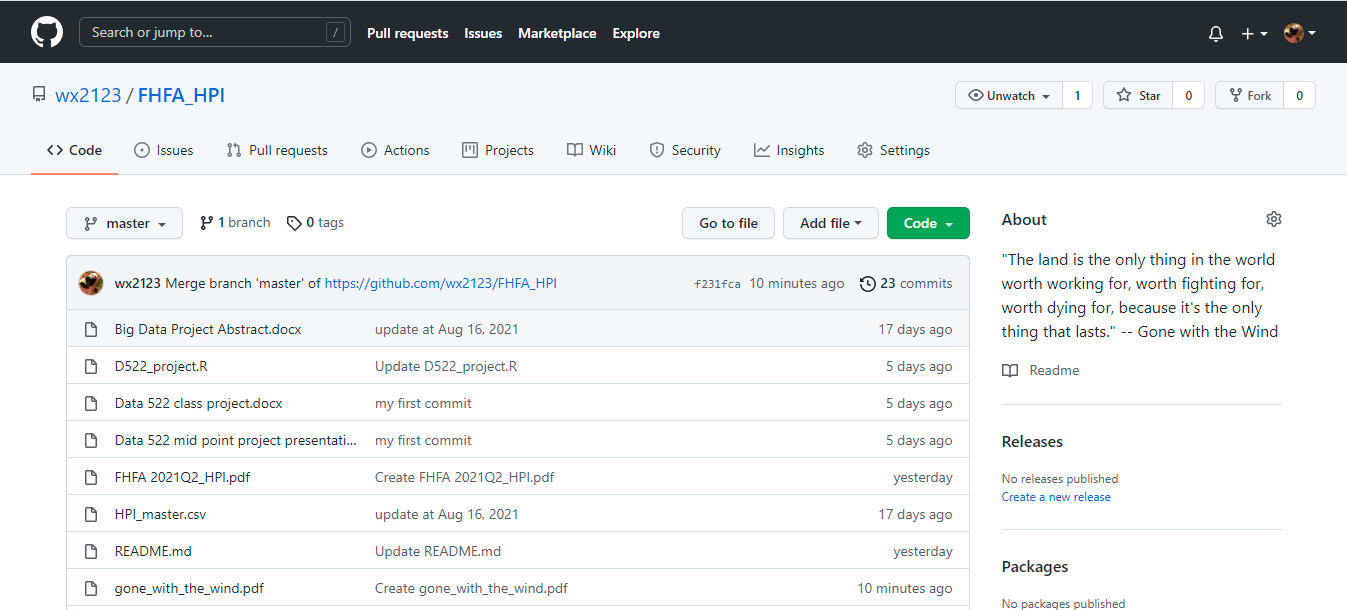 Search or jump to... /
Pull requests Issues Marketplace Explore
wx2123 / FHFA_HPI
Unwatch 1 Star 0 Fork 0
Code Issues Pull requests Actions Projects Wiki Security Insights Settings
master 1 branch 0 tags Go to file Add file Code
wx2123 Merge branch 'master' of https://github.com/wx2123/FHFA_HPI f231fca 10 minutes ago 23 commits
Big Data Project Abstract.docx update at Aug 16, 2021 17 days ago
D522_project.R Update D522_project.R 5 days ago
Data 522 class project.docx my first commit 5 days ago
Data 522 mid point project presentati... my first commit 5 days ago
FHFA 2021Q2_HPI.pdf Create FHFA 2021Q2_HPI.pdf yesterday
HPI_master.csv update at Aug 16, 2021 17 days ago
README.md Update README.md yesterday
gone_with_the_wind.pdf Create gone_with_the_wind.pdf 10 minutes ago
About
"The land is the only thing in the world
worth working for, worth fighting for,
worth dying for, because it's the only
thing that lasts." -- Gone with the Wind
Readme
Releases
No releases published
Create a new release
Packages
No packages published